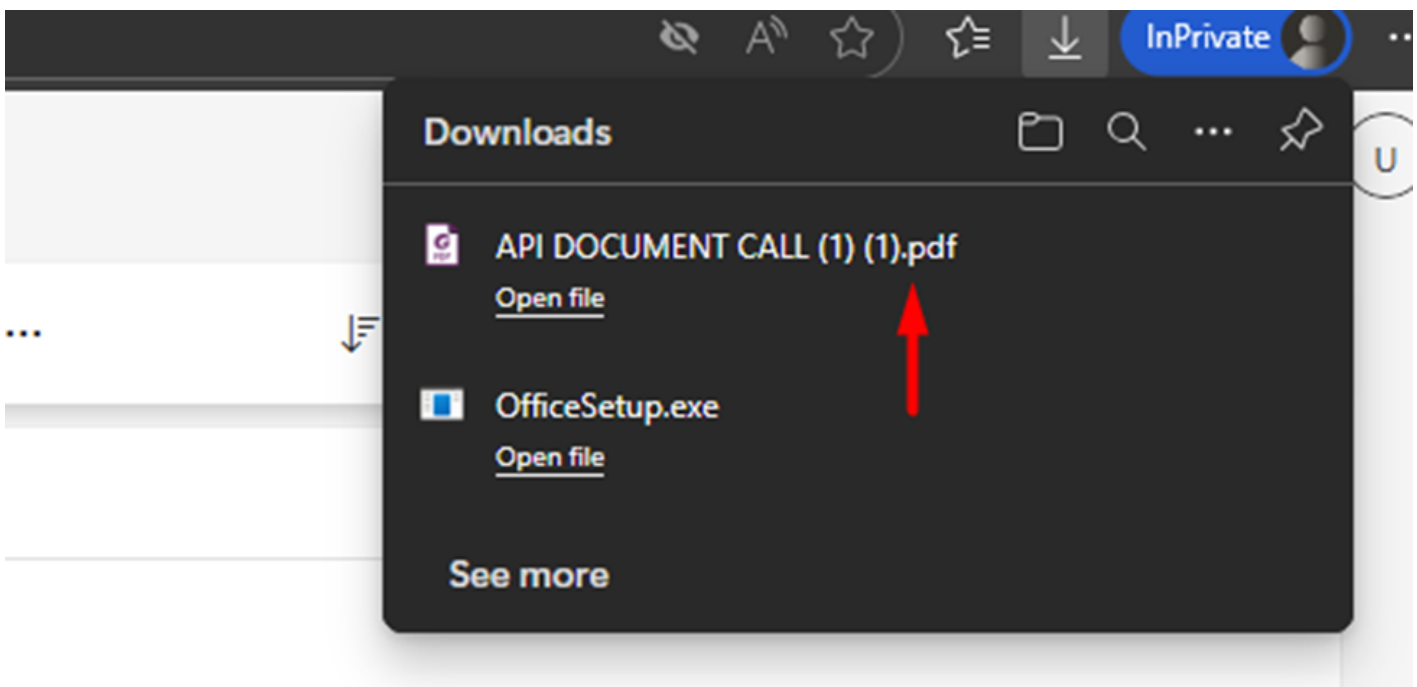 InPrivate
Downloads
U
API DOCUMENT CALL (1) (1).pdf
Open file
OfficeSetup.exe
Open file
See more